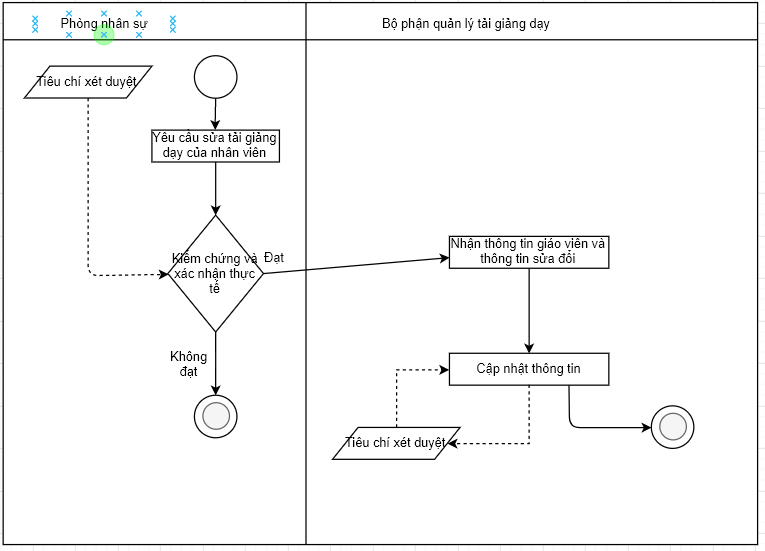 Phòng nhân sự
Bộ phận quản lý tải giảng dạy
Tiêu chí xét duyệt
Yêu cầu sửa tải giảng
dạy của nhân viên
Kiểm chứng và
xác nhận thực
tế
Đạt
Nhận thông tin giáo viên và
thông tin sửa đổi
Không
đạt
Cập nhật thông tin
Tiêu chí xét duyệt